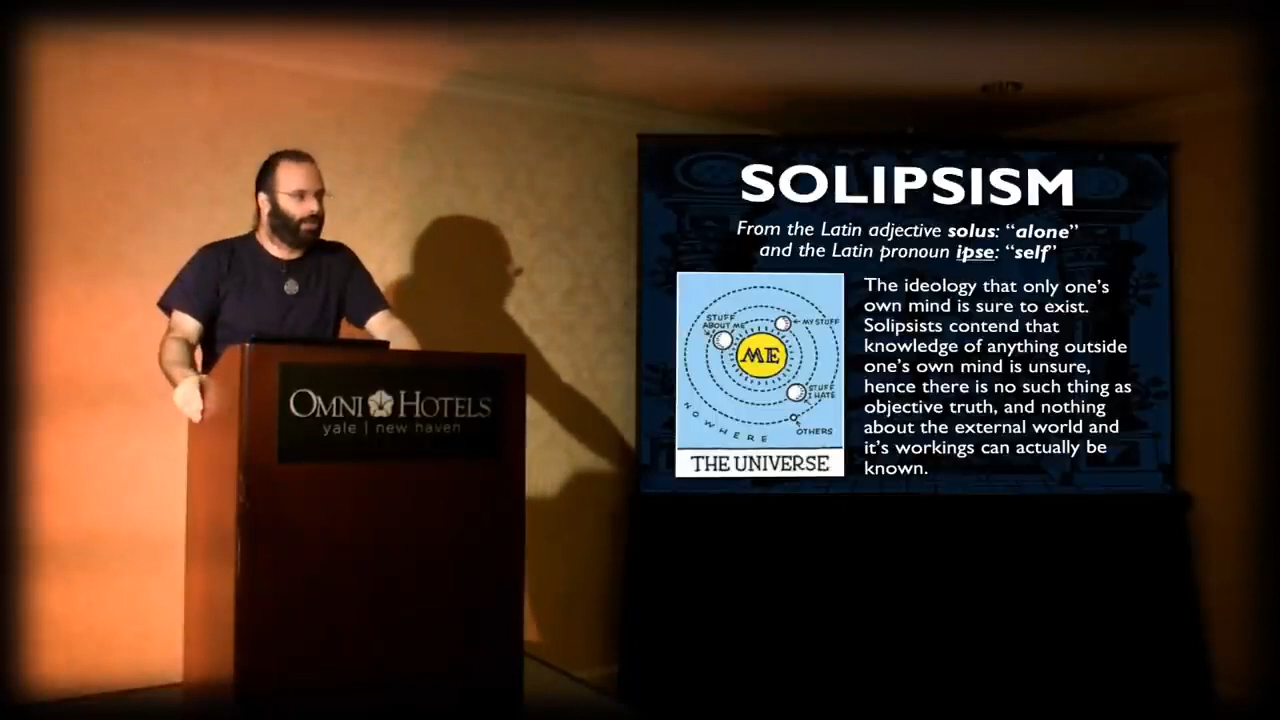 OMNI HOTELS
yale | new haven
SOLIPSISM
From the Latin adjective solus: “alone”
and the Latin pronoun ipse: “self’
STUFF
ABOUT ME
MY STUFF
ME
STUFF
I HATE
OTHERS
NOWHERE
THE UNIVERSE
The ideology that only one’s
own mind is sure to exist.
Solipsists contend that
knowledge of anything outside
one’s own mind is unsure,
hence there is no such thing as
objective truth, and nothing
about the external world and
it’s workings can actually be
known.